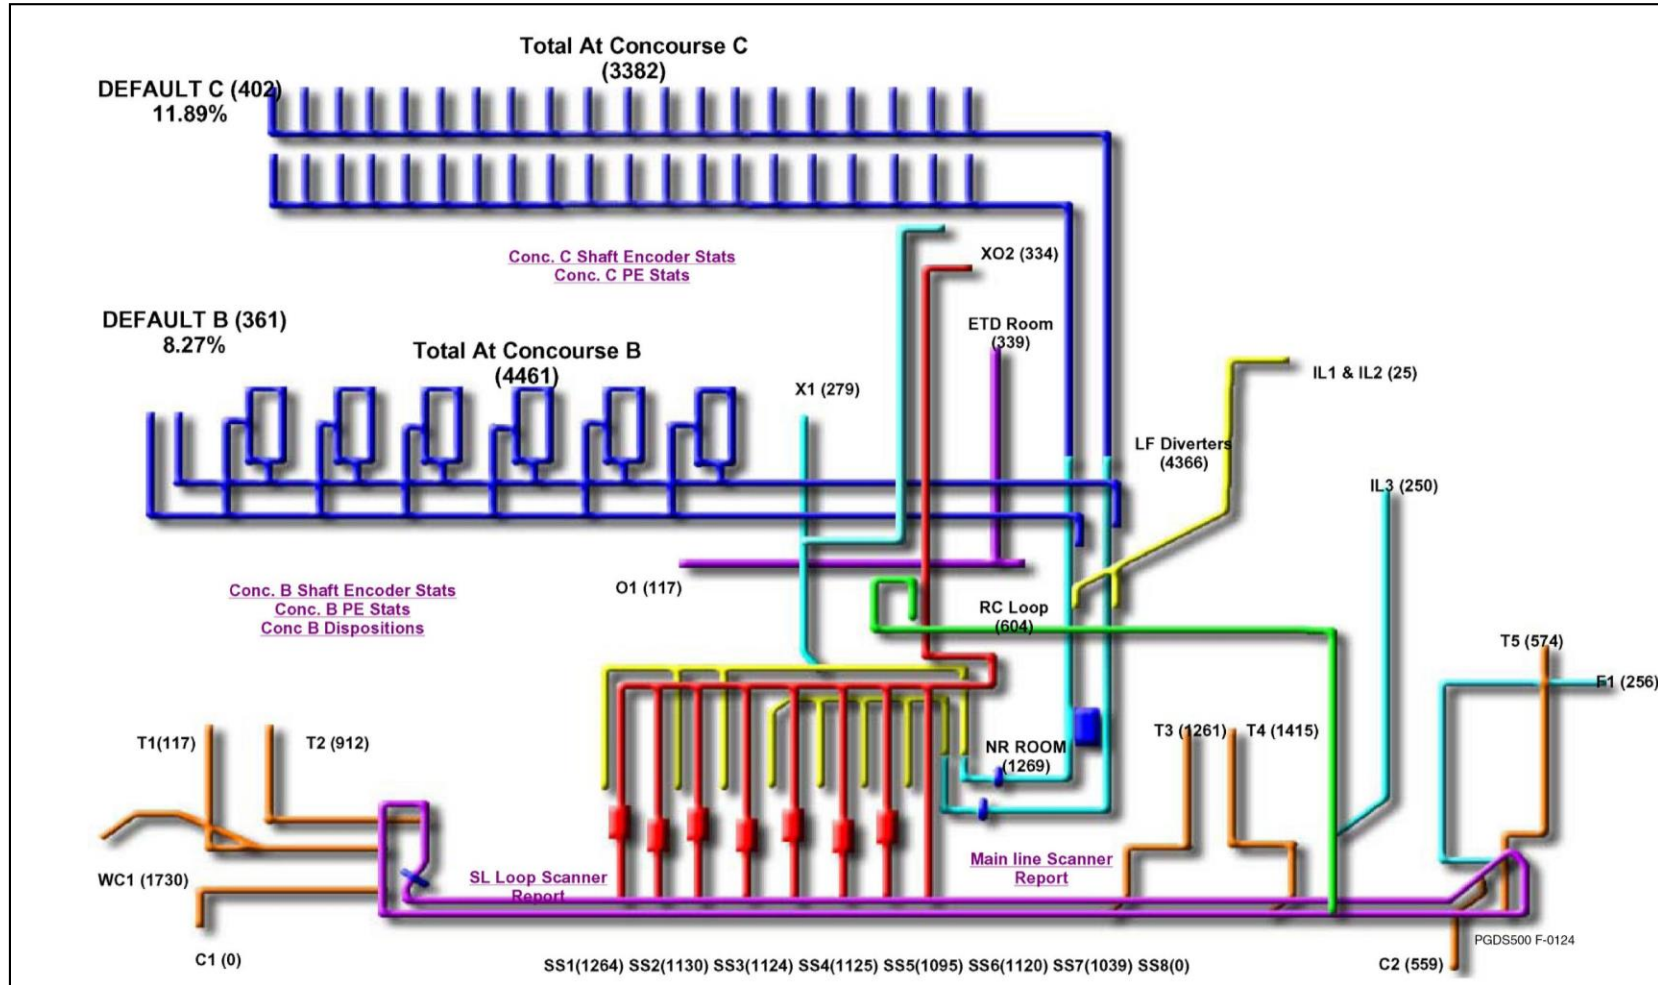 Total At Concourse C
(3382)
DEFAULT C (402)
11.89%
XO2 (334)
Conc. C Shaft Encoder Stats
Conc. C PE Stats
DEFAULT B (361)
8.27%
ETD Room
(339)
Total At Concourse B
(4461)
X1 (279)
IL1 & IL2 (25)
LF Diverters
(4366)
IL3 (250)
O1 (117)
Conc. B Shaft Encoder Stats
Conc. B PE Stats
Conc B Dispositions
RC Loop
(604)
T5 (574)
F1 (256)
T1(117)
T2 (912)
NR ROOM
(1269)
T3 (1261)
T4 (1415)
WC1 (1730)
SL Loop Scanner
Report
Main line Scanner
Report
PGDS500 F-0124
C1 (0)
SS1(1264) SS2(1130) SS3(1124) SS4(1125) SS5(1095) SS6(1120) SS7(1039) SS8(0)
C2 (559)